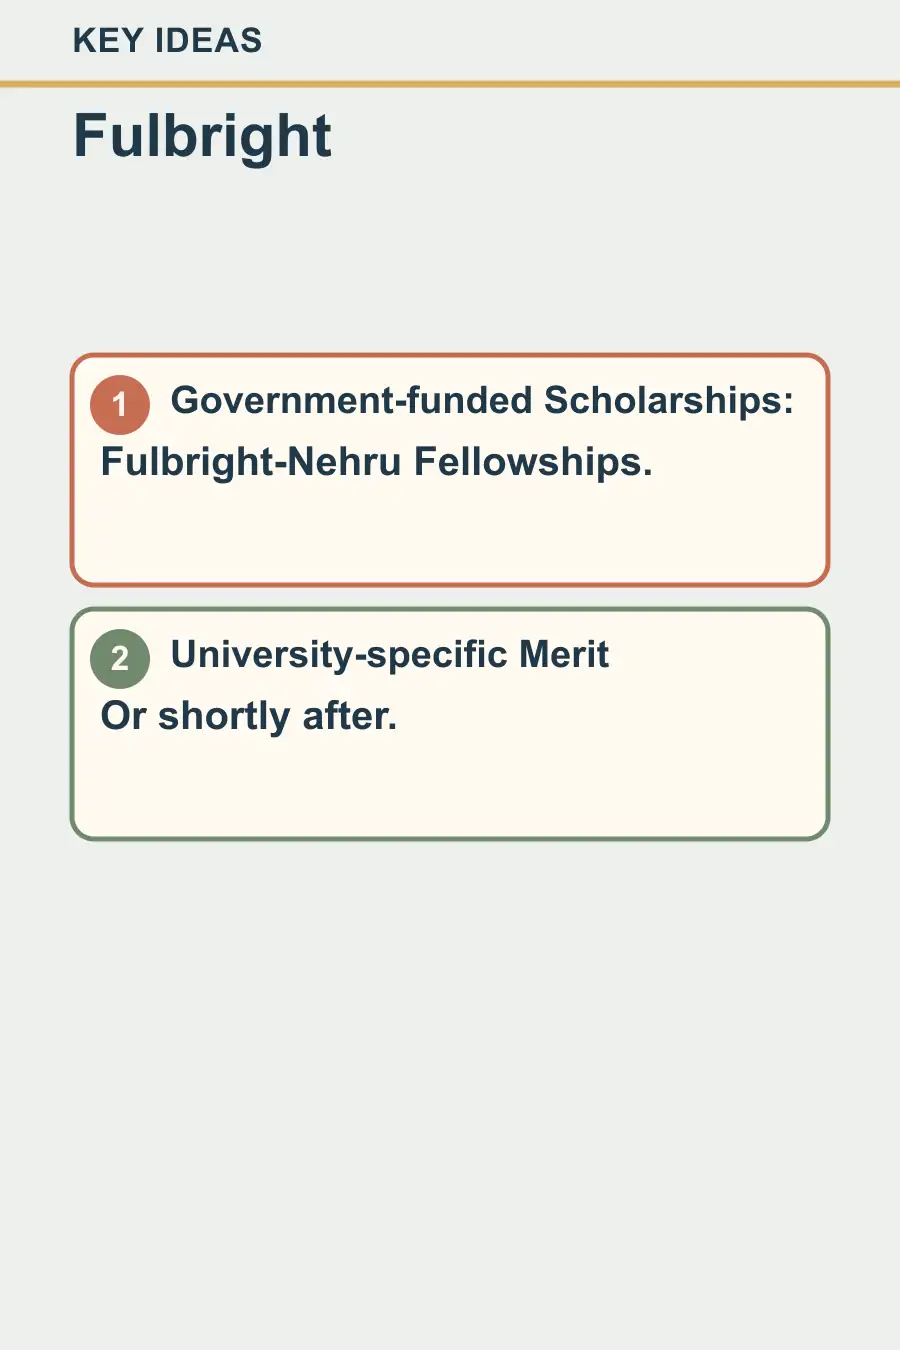 KEY IDEAS
Fulbright
1 Government-funded Scholarships:
Fulbright-Nehru Fellowships.
2 University-specific Merit
Or shortly after.